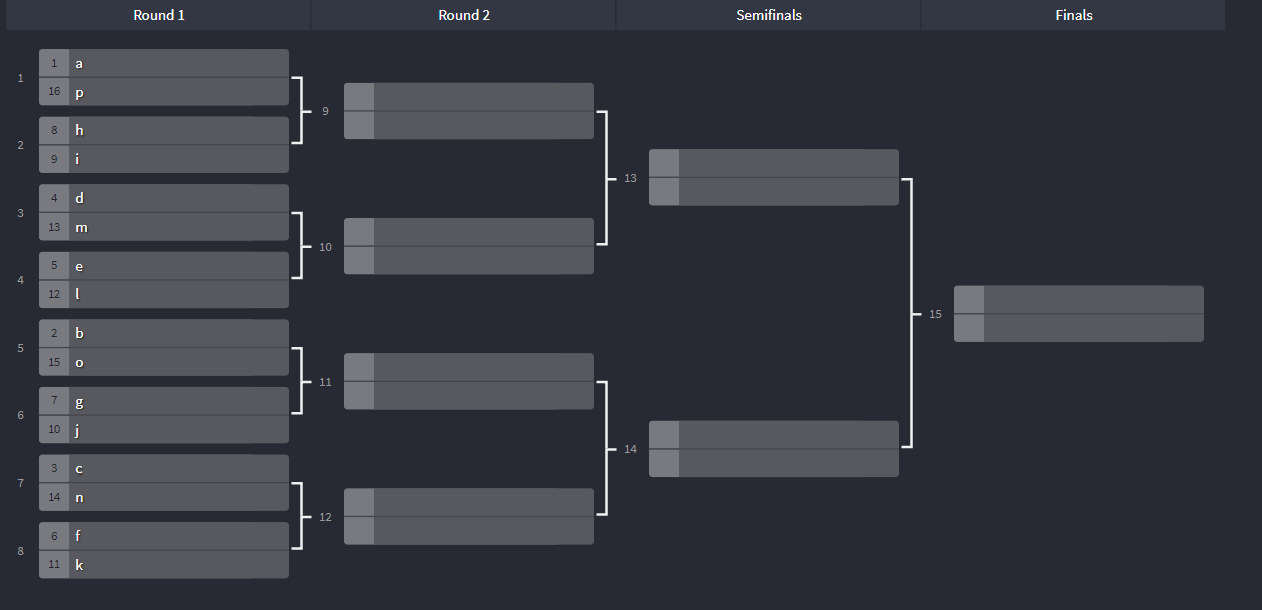 Round 1 Round 2 Semifinals Finals
1 a
1
16 p
9
8 h
2
9 i
13
4 d
3
13 m
10
5 e
4
12 l
15
2 b
5
15 o
11
7 g
6
10 j
14
3 c
7
14 n
12
6 f
8
11 k